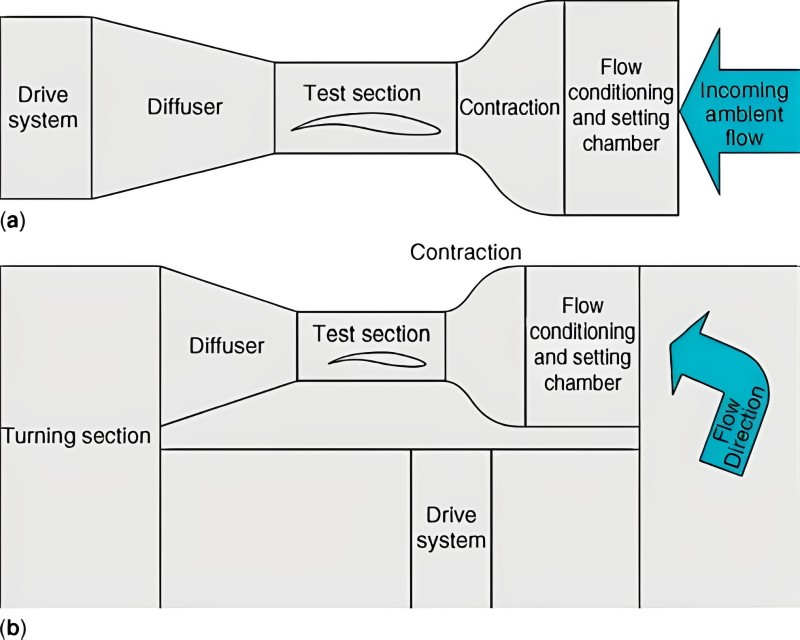 Drive
system
Diffuser
Test section
Contraction
Flow
conditioning
and setting
chamber
Incoming
ambient
flow
(a)
Contraction
Turning section
Diffuser
Test section
Flow
conditioning
and setting
chamber
Flow
Direction
Drive
system
(b)